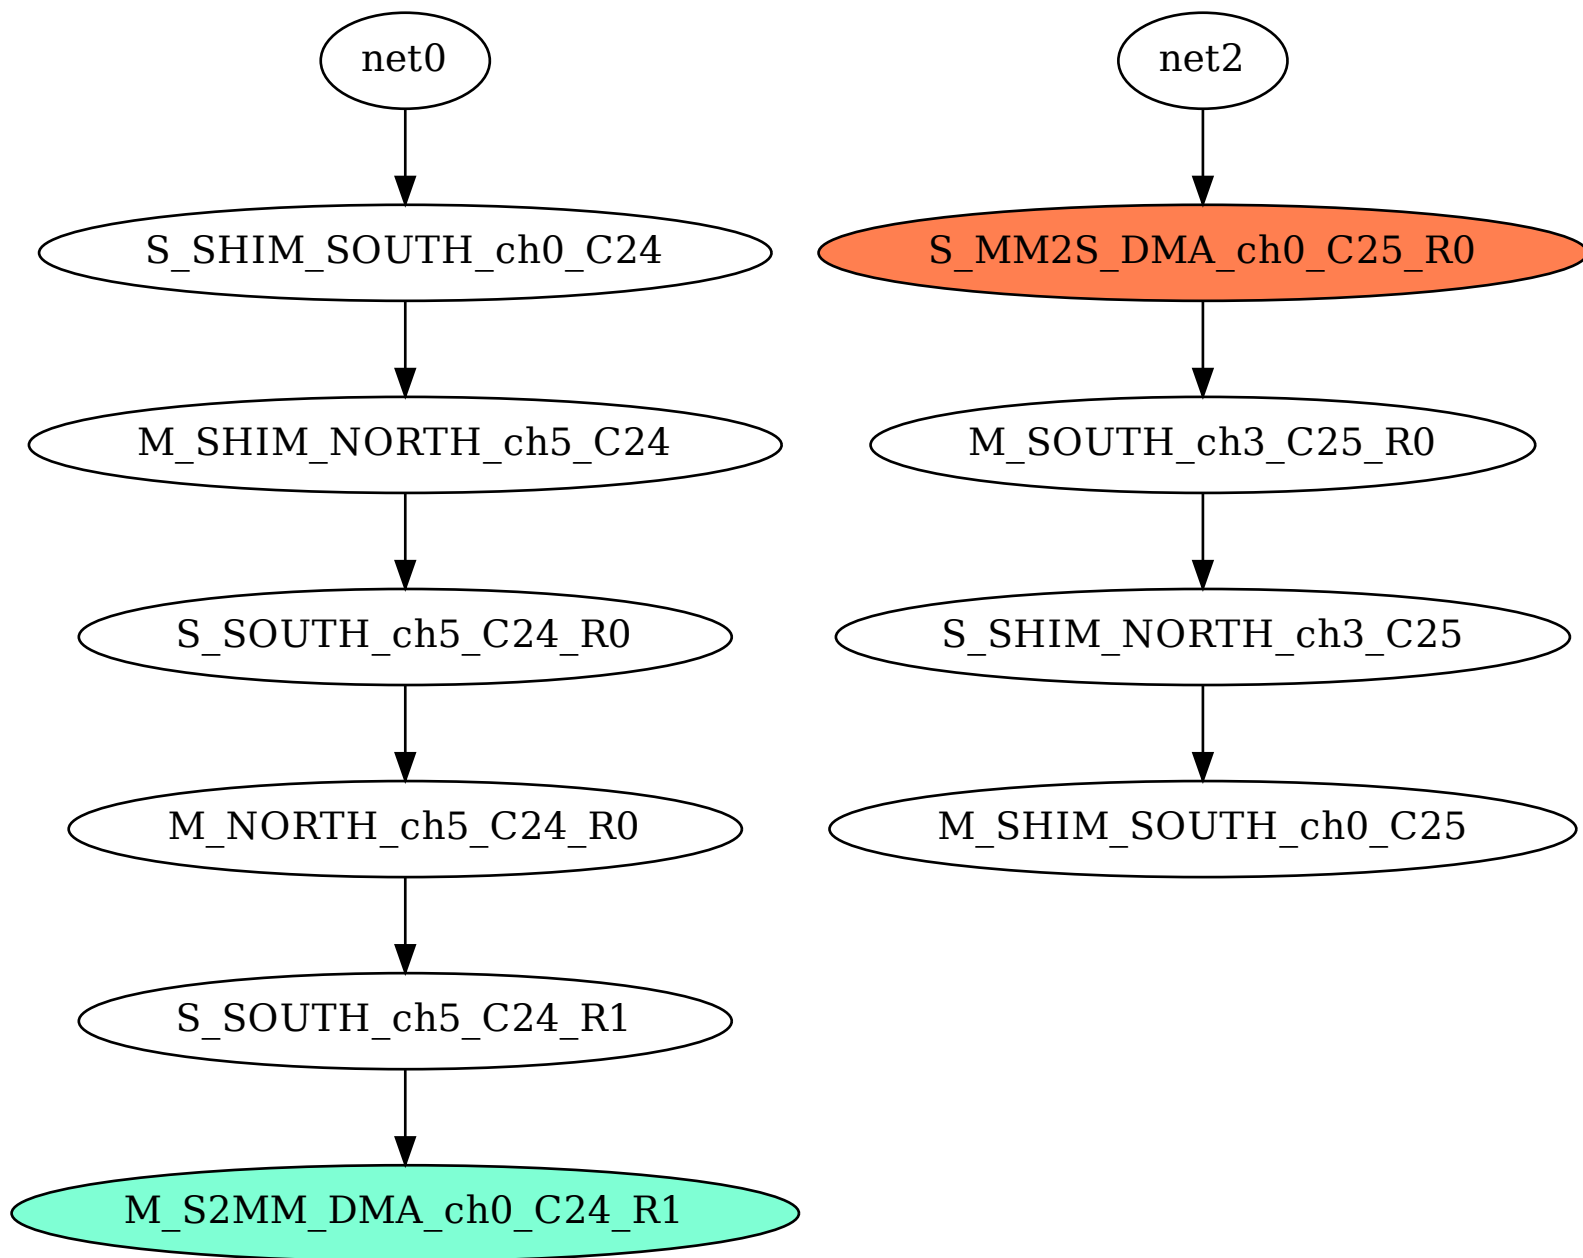 net0
S_SHIM_SOUTH_ch0_C24
M_SHIM_NORTH_ch5_C24
S_SOUTH_ch5_C24_R0
M_NORTH_ch5_C24_R0
S_SOUTH_ch5_C24_R1
M_S2MM_DMA_ch0_C24_R1
net2
S_MM2S_DMA_ch0_C25_R0
M_SOUTH_ch3_C25_R0
S_SHIM_NORTH_ch3_C25
M_SHIM_SOUTH_ch0_C25